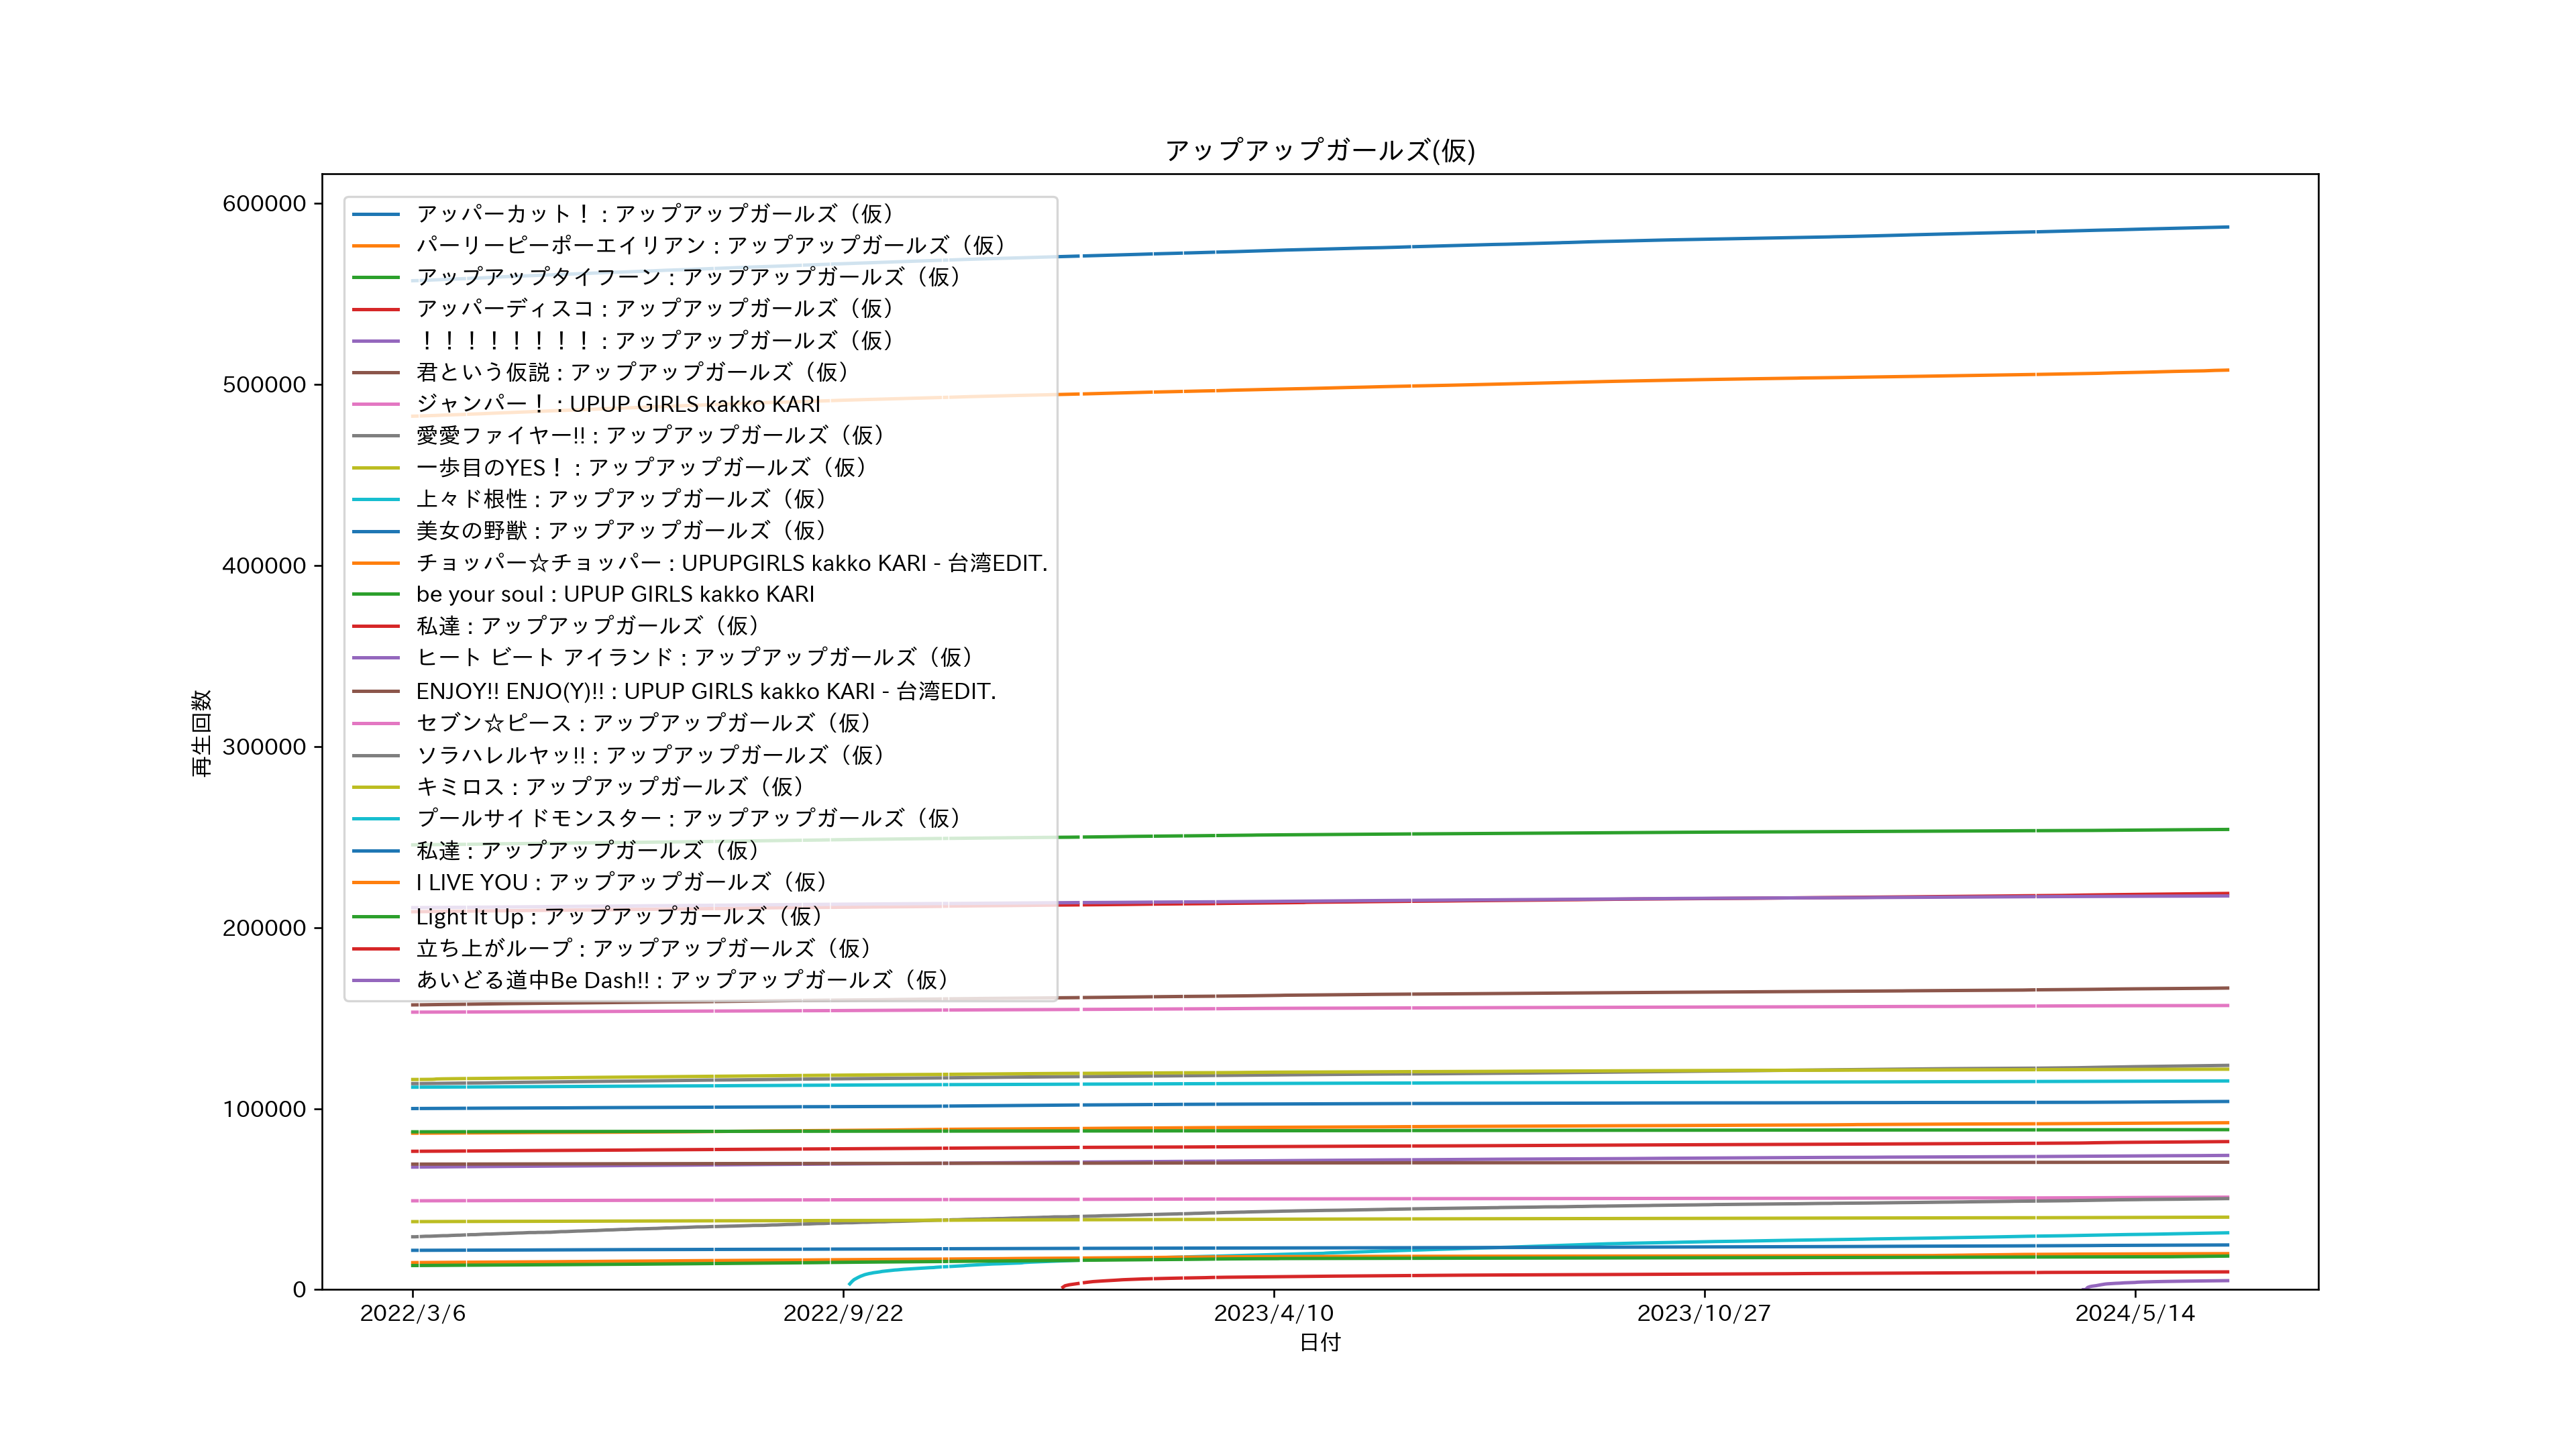 アップアップガールズ(仮)
600000
500000
400000
300000
200000
100000
0
再生回数
アッパーカット！ : アップアップガールズ（仮）
パーリーピーポーエイリアン : アップアップガールズ（仮）
アップアップタイフーン : アップアップガールズ（仮）
アッパーディスコ : アップアップガールズ（仮）
！！！！！！！！ : アップアップガールズ（仮）
君という仮説 : アップアップガールズ（仮）
ジャンパー！ : UPUP GIRLS kakko KARI
愛愛ファイヤー!! : アップアップガールズ（仮）
一歩目のYES！ : アップアップガールズ（仮）
上々ド根性 : アップアップガールズ（仮）
美女の野獣 : アップアップガールズ（仮）
チョッパー☆チョッパー : UPUPGIRLS kakko KARI - 台湾EDIT.
be your soul : UPUP GIRLS kakko KARI
私達 : アップアップガールズ（仮）
ヒート ビート アイランド : アップアップガールズ（仮）
ENJOY!! ENJO(Y)!! : UPUP GIRLS kakko KARI - 台湾EDIT.
セブン☆ピース : アップアップガールズ（仮）
ソラハレルヤッ!! : アップアップガールズ（仮）
キミロス : アップアップガールズ（仮）
プールサイドモンスター : アップアップガールズ（仮）
私達 : アップアップガールズ（仮）
I LIVE YOU : アップアップガールズ（仮）
Light It Up : アップアップガールズ（仮）
立ち上がループ : アップアップガールズ（仮）
あいどる道中Be Dash!! : アップアップガールズ（仮）
2022/3/6
2022/9/22
2023/4/10
2023/10/27
2024/5/14
日付